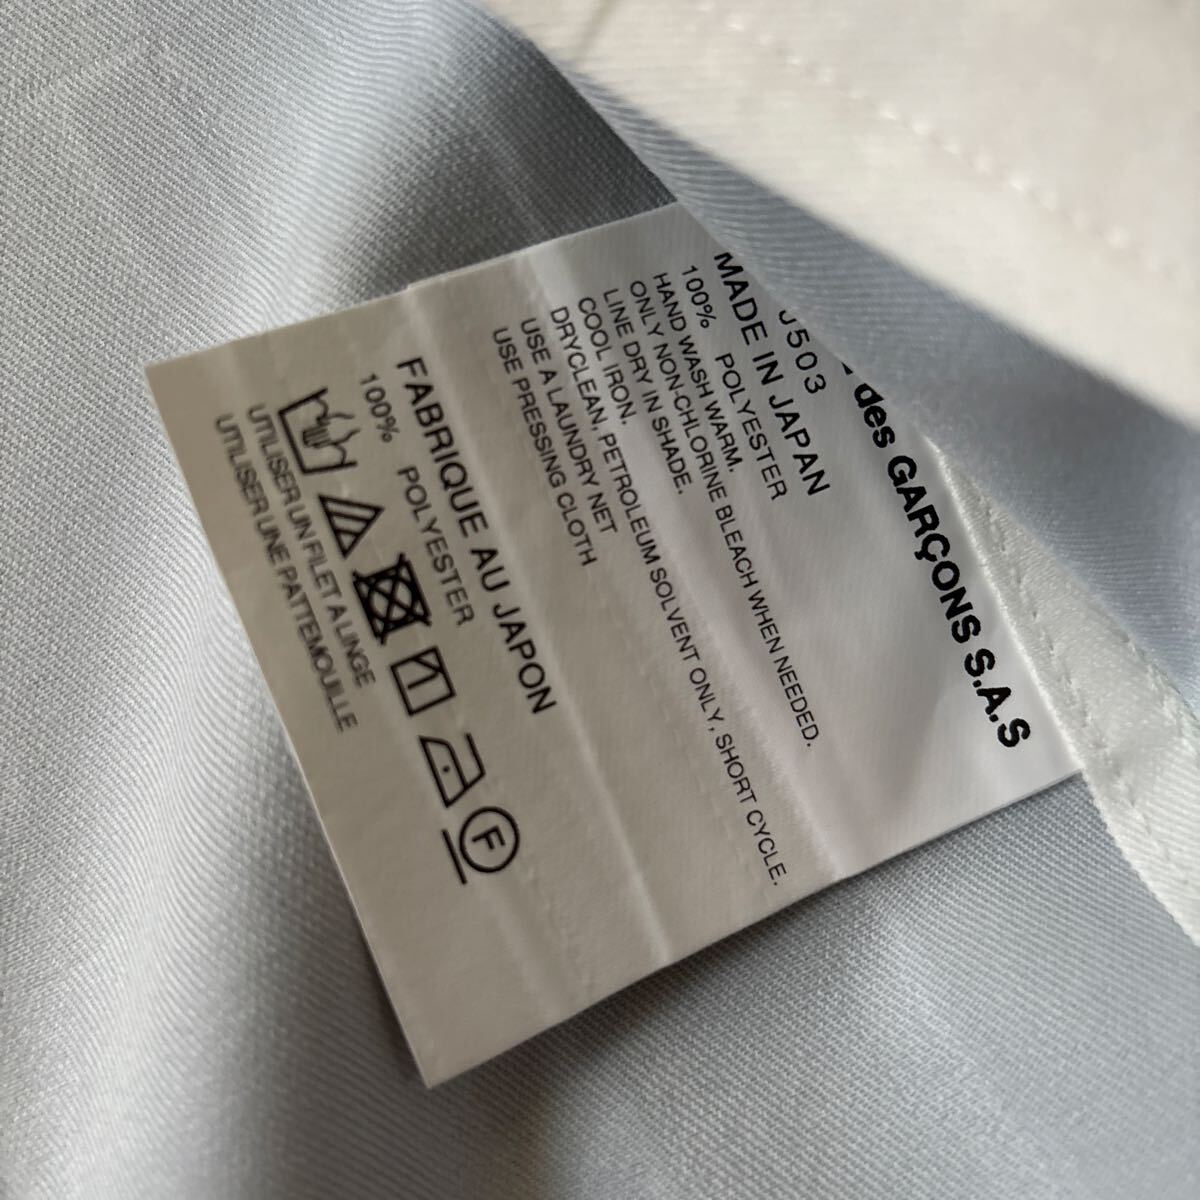 des GARÇONS S.A.S
J503
MADE IN JAPAN
100% POLYESTER
HAND WASH WARM.
ONLY NON-CHLORINE BLEACH WHEN NEEDED.
LINE DRY IN SHADE.
COOL IRON.
DRYCLEAN, PETROLEUM SOLVENT ONLY, SHORT CYCLE.
USE A LAUNDRY NET
USE PRESSING CLOTH
FABRIQUE AU JAPON
100% POLYESTER
F
UTILISER UN FILET A LINGE
UTILISER UNE PATTEMOUILLE